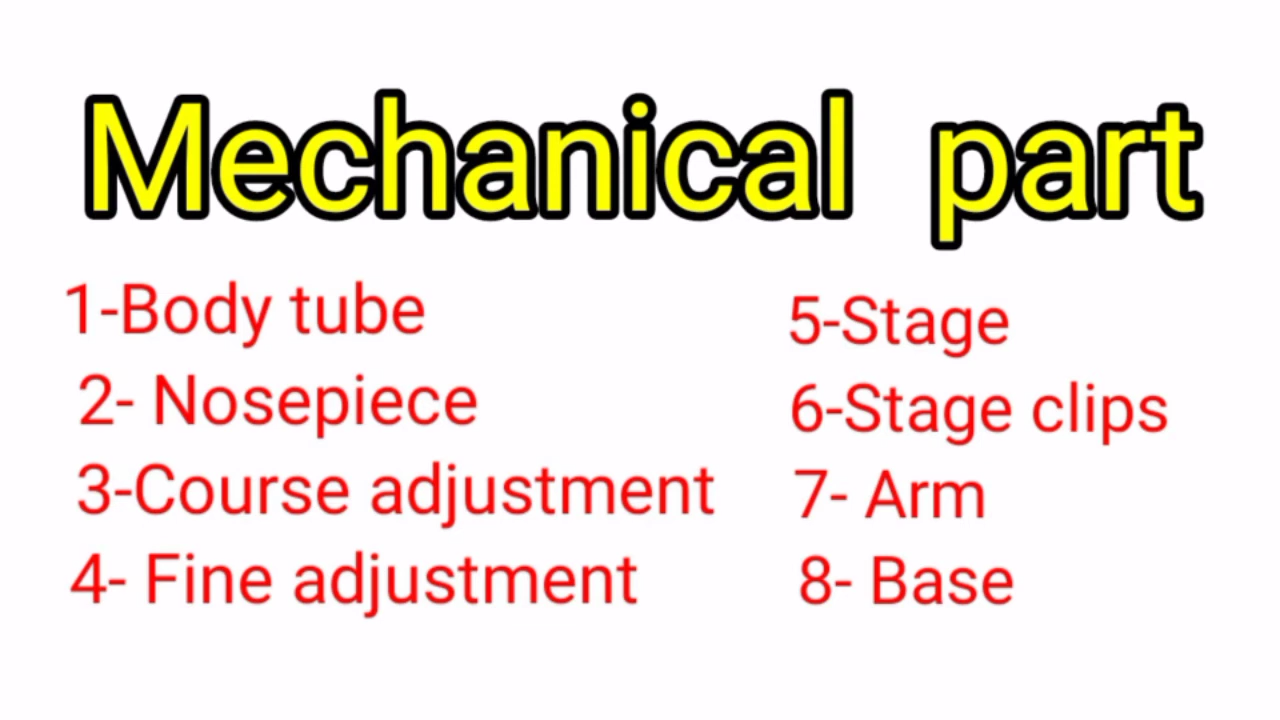 Mechanical part
1-Body tube
2- Nosepiece
3-Course adjustment
4- Fine adjustment
5-Stage
6-Stage clips
7- Arm
8- Base